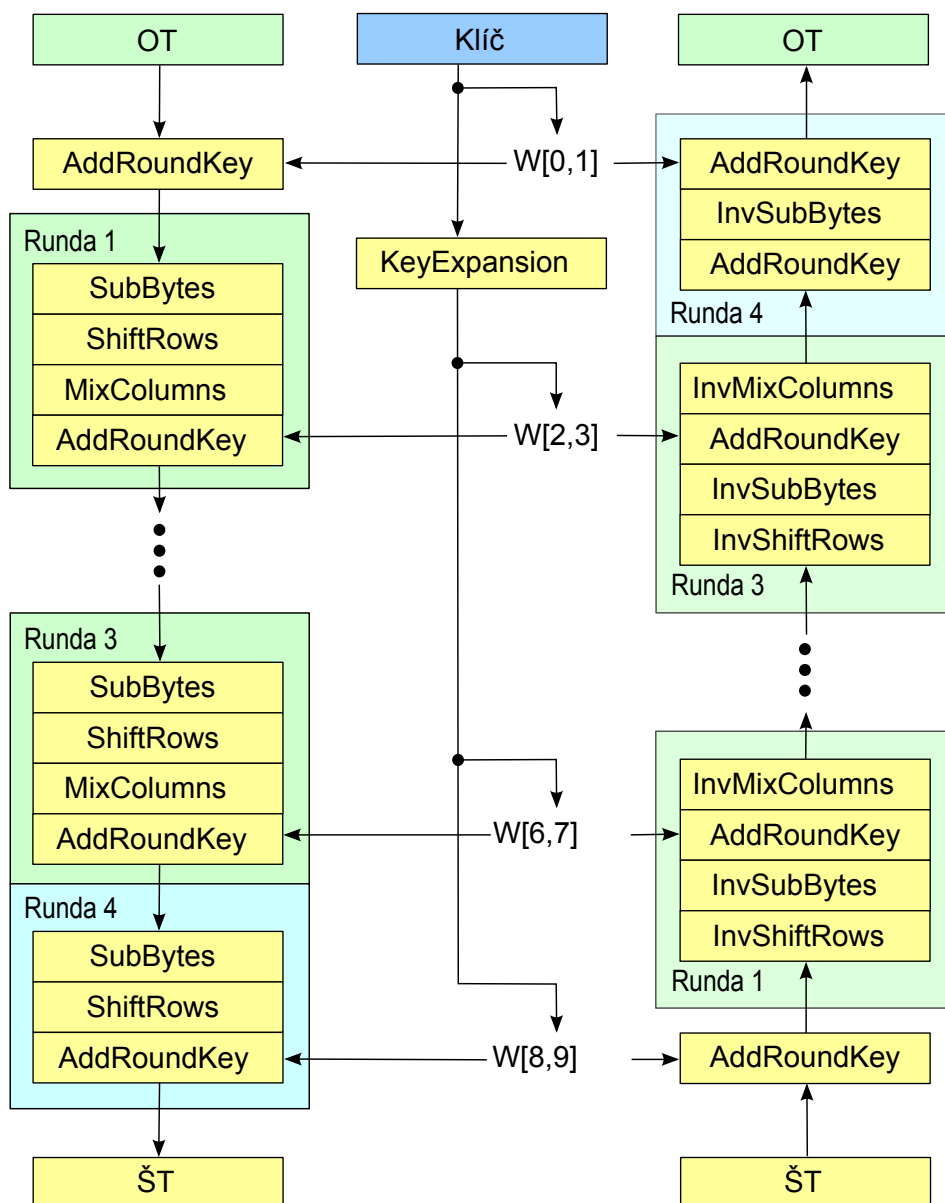 OT
AddRoundKey
Runda 1
SubBytes
ShiftRows
MixColumns
AddRoundKey
Runda 3
SubBytes
ShiftRows
MixColumns
AddRoundKey
Runda 4
SubBytes
ShiftRows
AddRoundKey
ŠT
Klíč
W[0,1]
KeyExpansion
W[2,3]
W[6,7]
W[8,9]
OT
AddRoundKey
InvSubBytes
AddRoundKey
Runda 4
InvMixColumns
AddRoundKey
InvSubBytes
InvShiftRows
Runda 3
InvMixColumns
AddRoundKey
InvSubBytes
InvShiftRows
Runda 1
AddRoundKey
ŠT